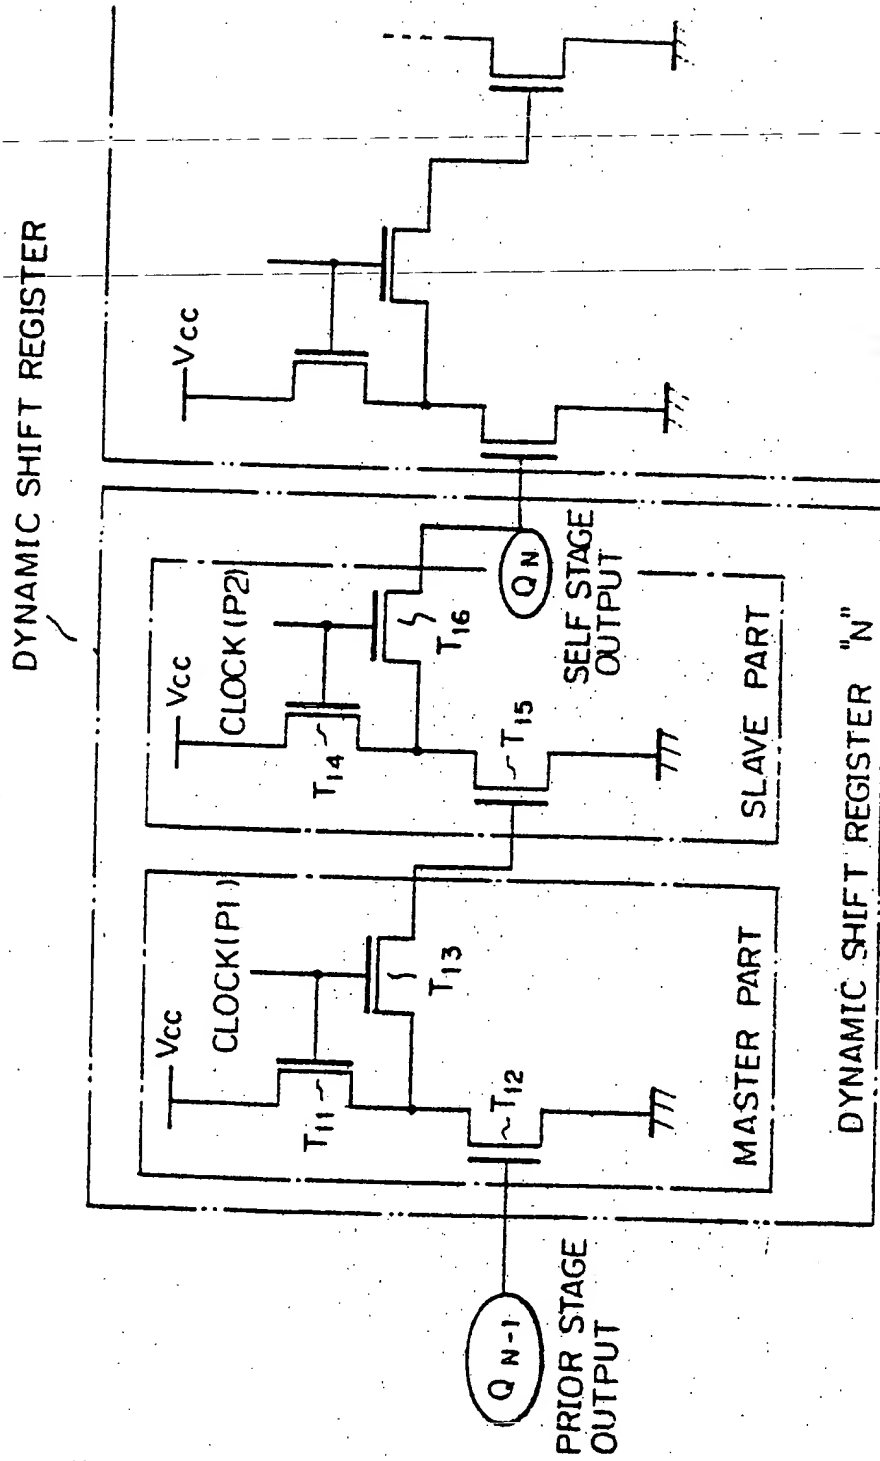 DYNAMIC SHIFT REGISTER
Vcc
CLOCK(P1)
T11
T13
T12
MASTER PART
Vcc
CLOCK(P2)
T14
T16
T15
SLAVE PART
Vcc
QN-1
PRIOR STAGE
OUTPUT
QN
SELF STAGE
OUTPUT
DYNAMIC SHIFT REGISTER "N"